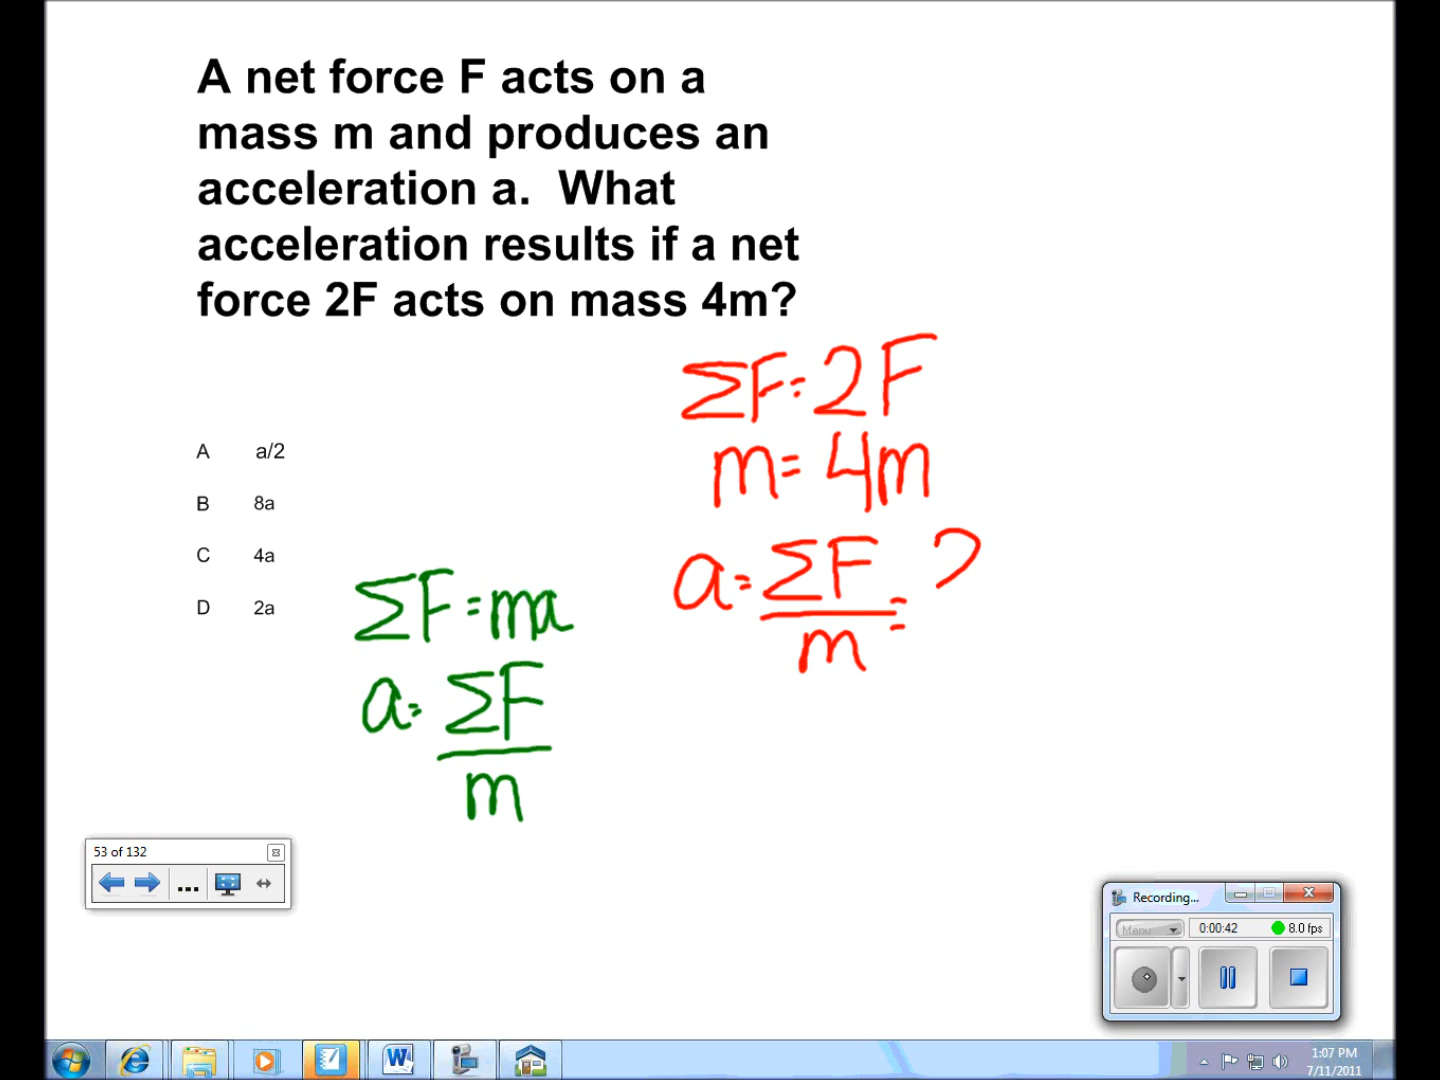 A net force F acts on a
mass m and produces an
acceleration a. What
acceleration results if a net
force 2F acts on mass 4m?
ΣF=2F
m=4m
a=ΣF/m=?
A a/2
B 8a
C 4a
D 2a
ΣF=ma
a=ΣF/m
53 of 132
...
Recording...
Menu
0:00:42
8.0 fps
1:07 PM
7/11/2011